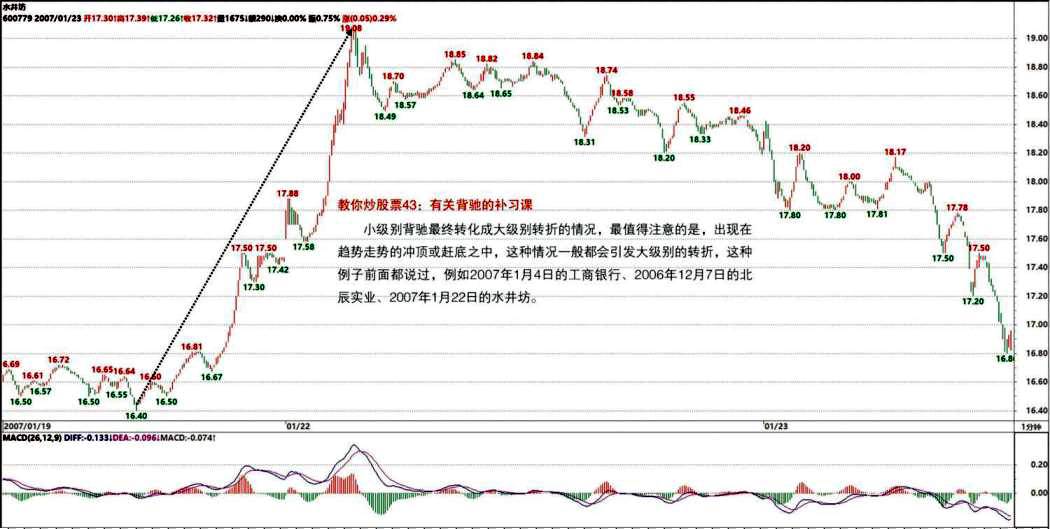 水井坊
600779 2007/01/23 开17.30↑高17.39↑低17.26↑收17.32↑量1675↓额290↓换0.00% 振0.75% 涨(0.05)0.29%
19.08
19.00
18.85 18.82 18.84
18.80
18.70 18.74
18.64 18.65
18.60
18.57 18.58
18.49 18.53 18.55 18.46
18.40
18.31 18.33
18.20 18.20 18.17
18.20
17.88 18.00
18.00
17.80 17.80 17.81
17.80
17.78
教你炒股票43：有关背驰的补习课
小级别背驰最终转化成大级别转折的情况，最值得注意的是，出现在
趋势走势的冲顶或赶底之中，这种情况一般都会引发大级别的转折，这种
例子前面都说过，例如2007年1月4日的工商银行、2006年12月7日的北
辰实业、2007年1月22日的水井坊。
17.58
17.60
17.50 17.50 17.50 17.50
17.42
17.40
17.30
17.20
17.20
17.00
16.81
16.80
16.69 16.72 16.65 16.64 16.60
16.61 16.67
16.60
16.57 16.55
16.50 16.50 16.50
16.40
16.40
2007/01/19 01/22 01/23 1分钟
MACD(26,12,9) DIFF:-0.133↓DEA:-0.096↓MACD:-0.074↑
0.20
0.00